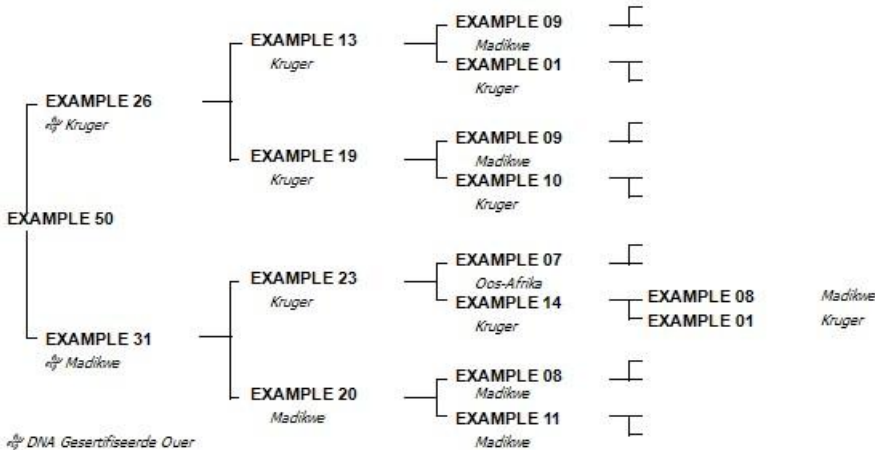 EXAMPLE 09
Madikwe
EXAMPLE 13
Kruger
EXAMPLE 01
Kruger
EXAMPLE 26
Kruger
EXAMPLE 09
Madikwe
EXAMPLE 19
Kruger
EXAMPLE 10
Kruger
EXAMPLE 50
EXAMPLE 07
Oos-Afrika
EXAMPLE 23
Kruger
EXAMPLE 14
Kruger
EXAMPLE 08 Madikwe
EXAMPLE 01 Kruger
EXAMPLE 31
Madikwe
EXAMPLE 08
Madikwe
EXAMPLE 20
Madikwe
EXAMPLE 11
Madikwe
DNA Gesertifiseerde Ouer